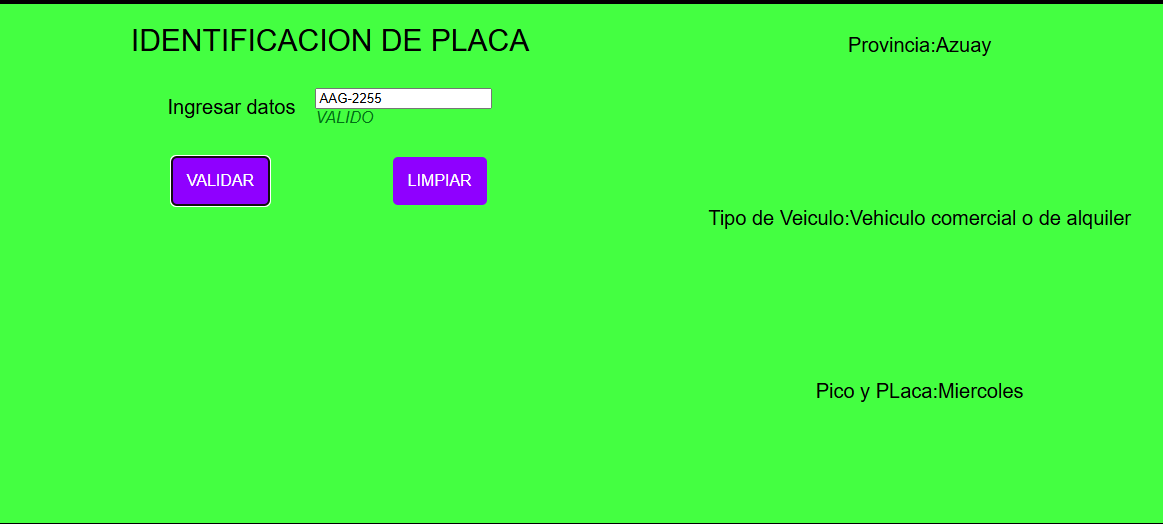 IDENTIFICACION DE PLACA
Ingresar datos
AAG-2255
VALIDO
VALIDAR
LIMPIAR
Provincia:Azuay
Tipo de Veiculo:Vehiculo comercial o de alquiler
Pico y PLaca:Miercoles